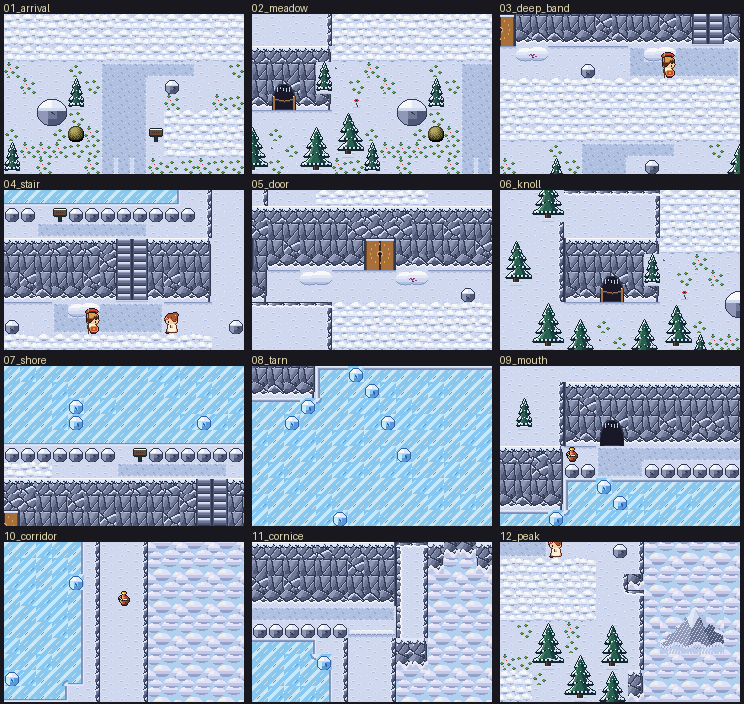 01_arrival
02_meadow
03_deep_band
04_stair
05_door
06_knoll
07_shore
08_tarn
09_mouth
10_corridor
11_cornice
12_peak